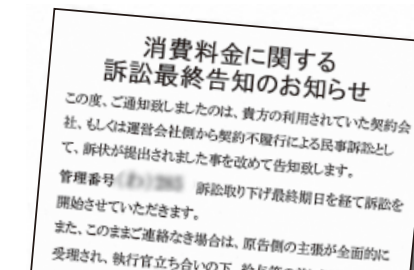 消費料金に関する
訴訟最終告知のお知らせ
この度、ご通知致しましたのは、貴方の利用されていた契約会
社、もしくは運営会社側から契約不履行による民事訴訟とし
て、訴状が提出されました事を改めて告知致します。
管理番号(わ)285 訴訟取り下げ最終期日を経て訴訟を
開始させていただきます。
また、このままご連絡なき場合は、原告側の主張が全面的に
受理され、執行官立ち合いの下、給与等の